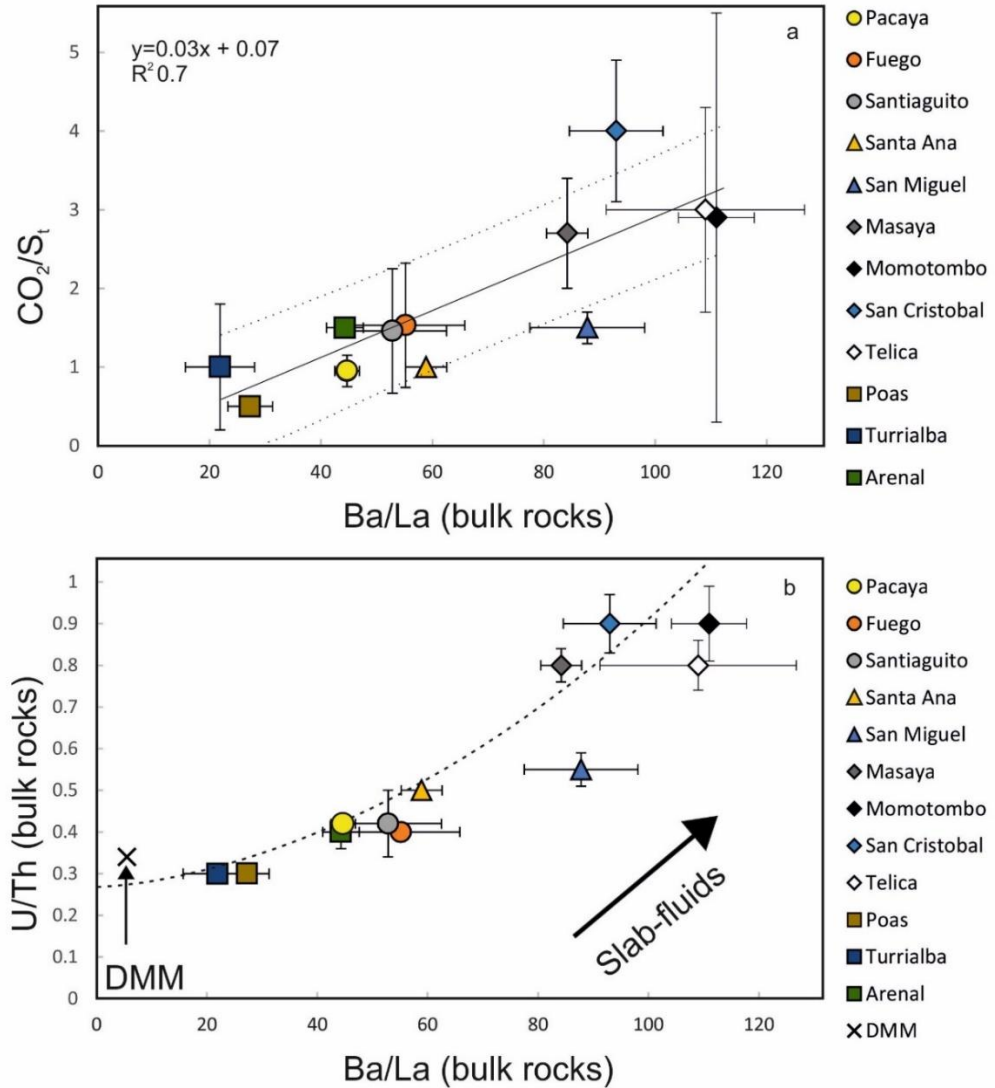 a
y=0.03x + 0.07
R² 0.7
CO₂/Sₜ
5
4
3
2
1
0
0 20 40 60 80 100 120
Ba/La (bulk rocks)
Pacaya
Fuego
Santiaguito
Santa Ana
San Miguel
Masaya
Momotombo
San Cristobal
Telica
Poas
Turrialba
Arenal
b
U/Th (bulk rocks)
1
0.9
0.8
0.7
0.6
0.5
0.4
0.3
0.2
0.1
0
DMM
Slab-fluids
0 20 40 60 80 100 120
Ba/La (bulk rocks)
Pacaya
Fuego
Santiaguito
Santa Ana
San Miguel
Masaya
Momotombo
San Cristobal
Telica
Poas
Turrialba
Arenal
DMM